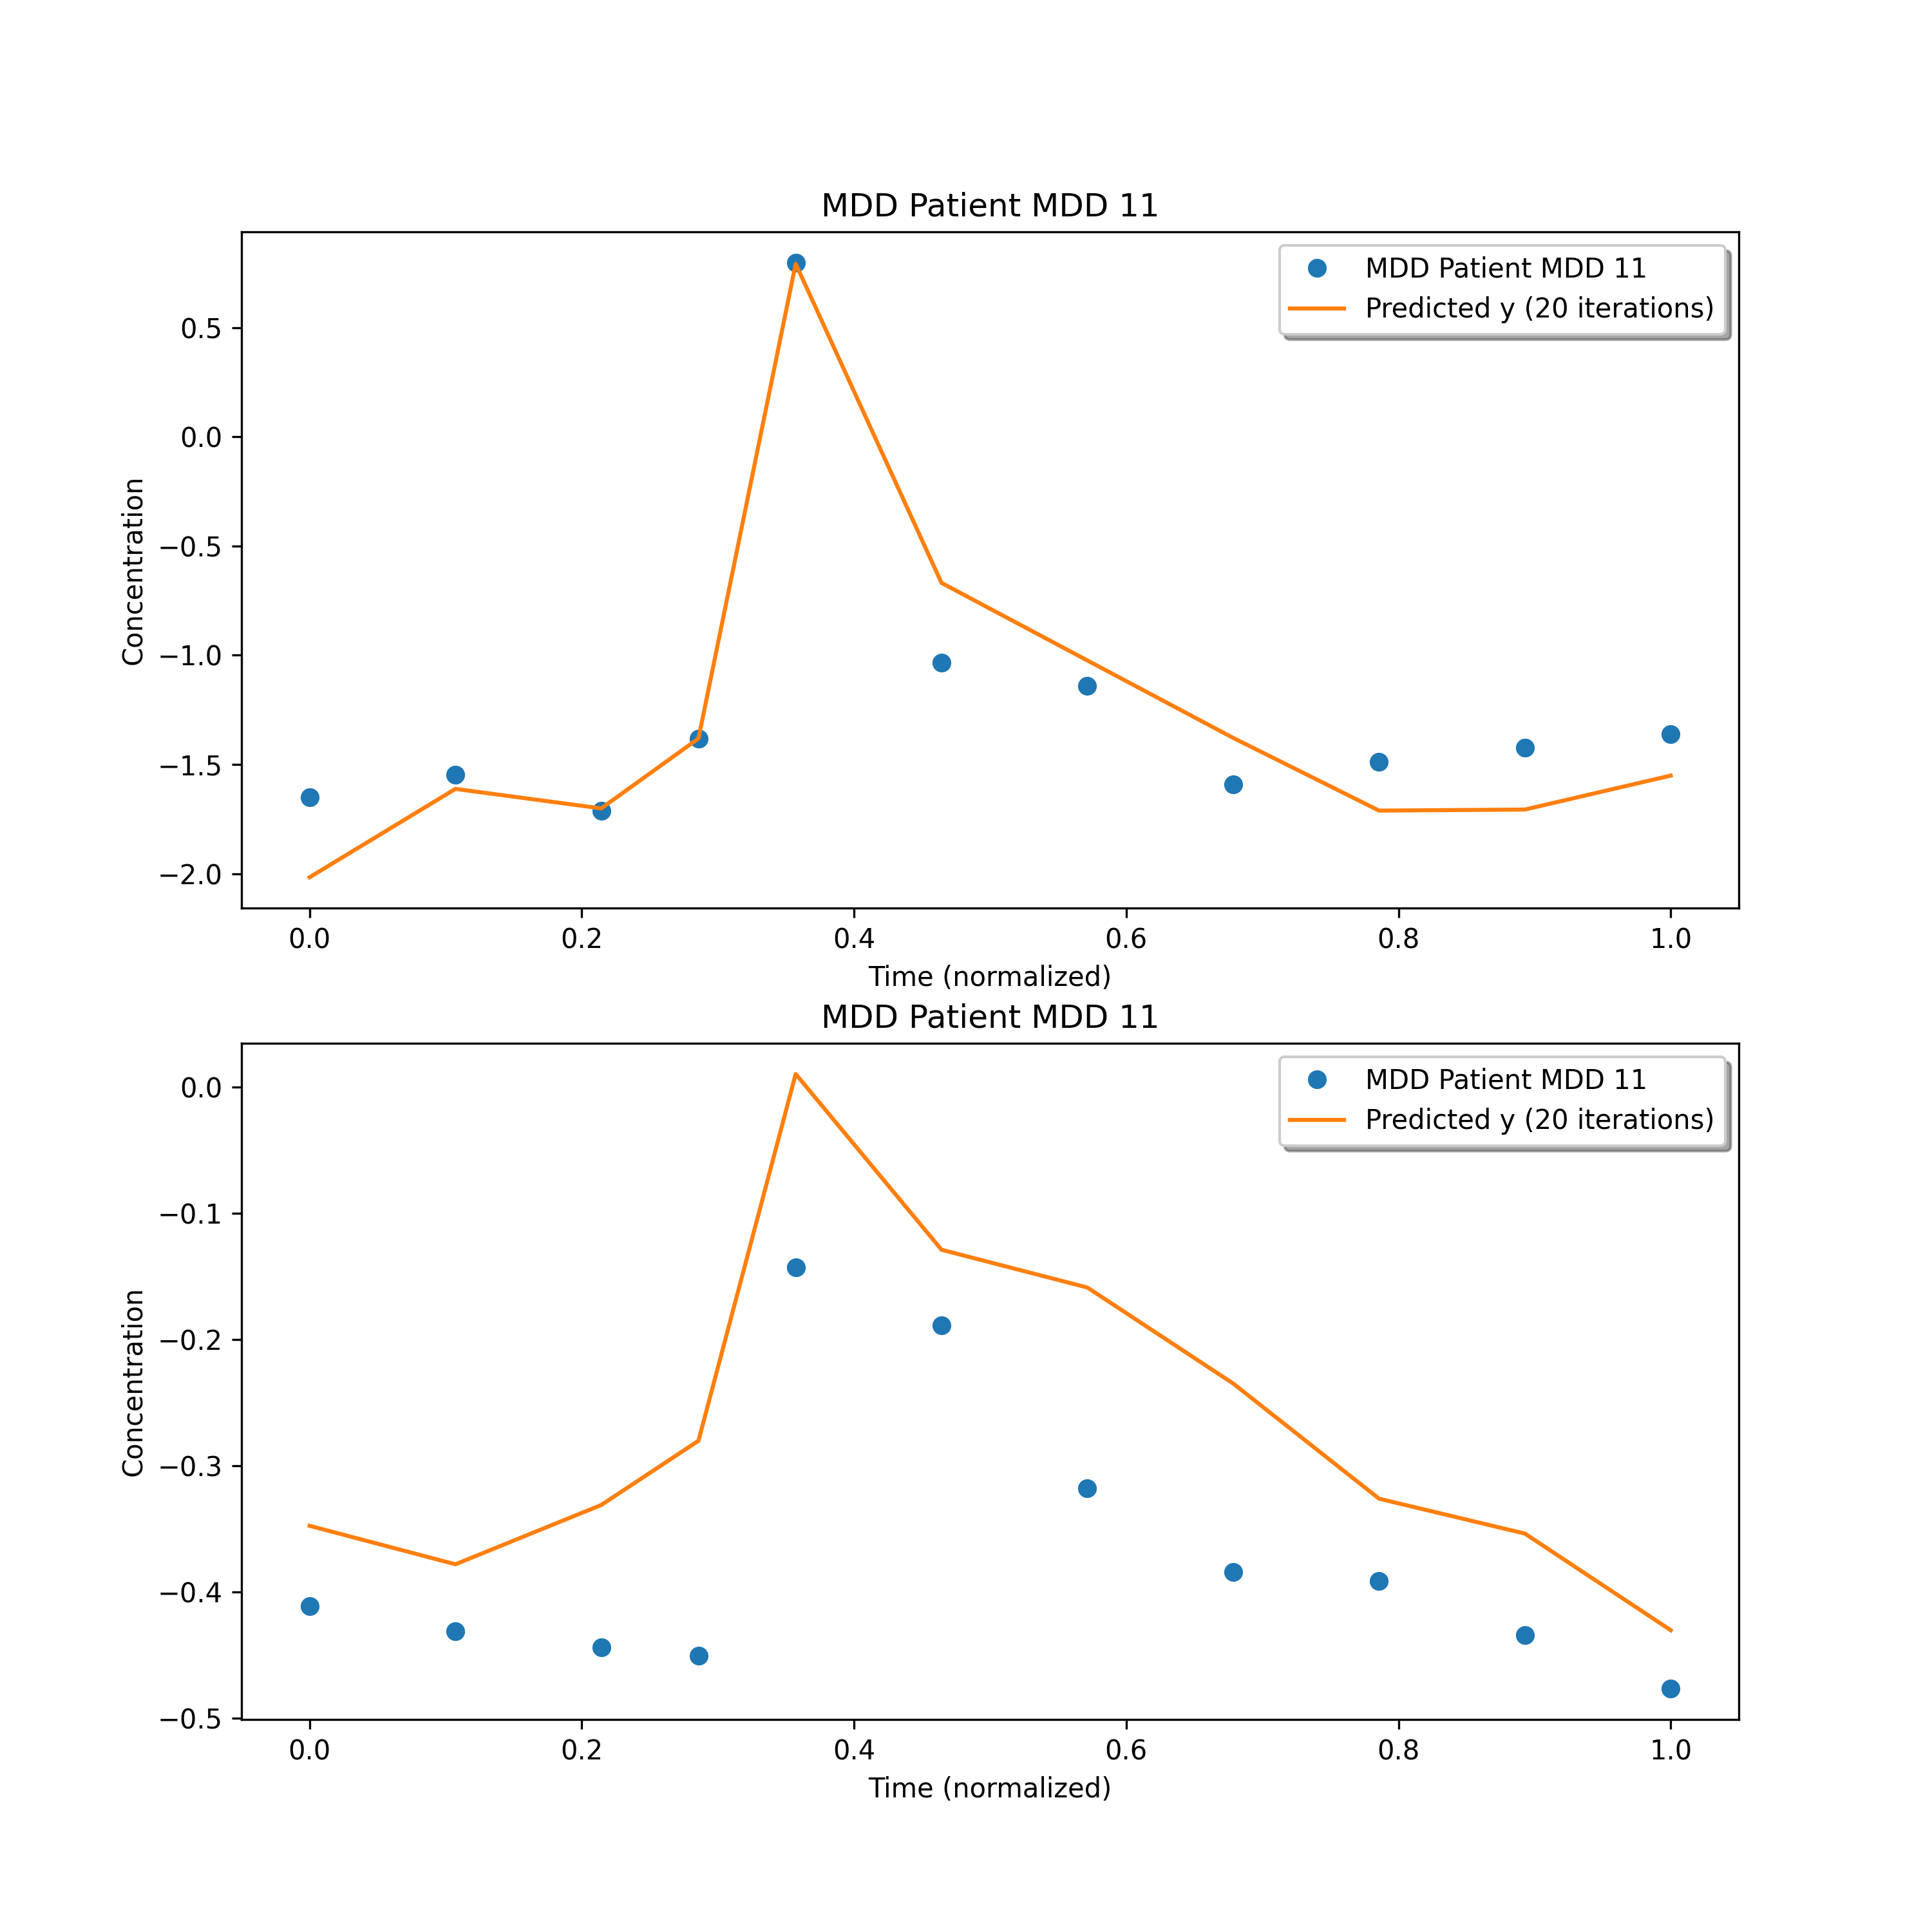 MDD Patient MDD 11
MDD Patient MDD 11
Predicted y (20 iterations)
0.5
0.0
−0.5
−1.0
−1.5
−2.0
Concentration
0.0 0.2 0.4 0.6 0.8 1.0
Time (normalized)
MDD Patient MDD 11
MDD Patient MDD 11
Predicted y (20 iterations)
0.0
−0.1
−0.2
−0.3
−0.4
−0.5
Concentration
0.0 0.2 0.4 0.6 0.8 1.0
Time (normalized)